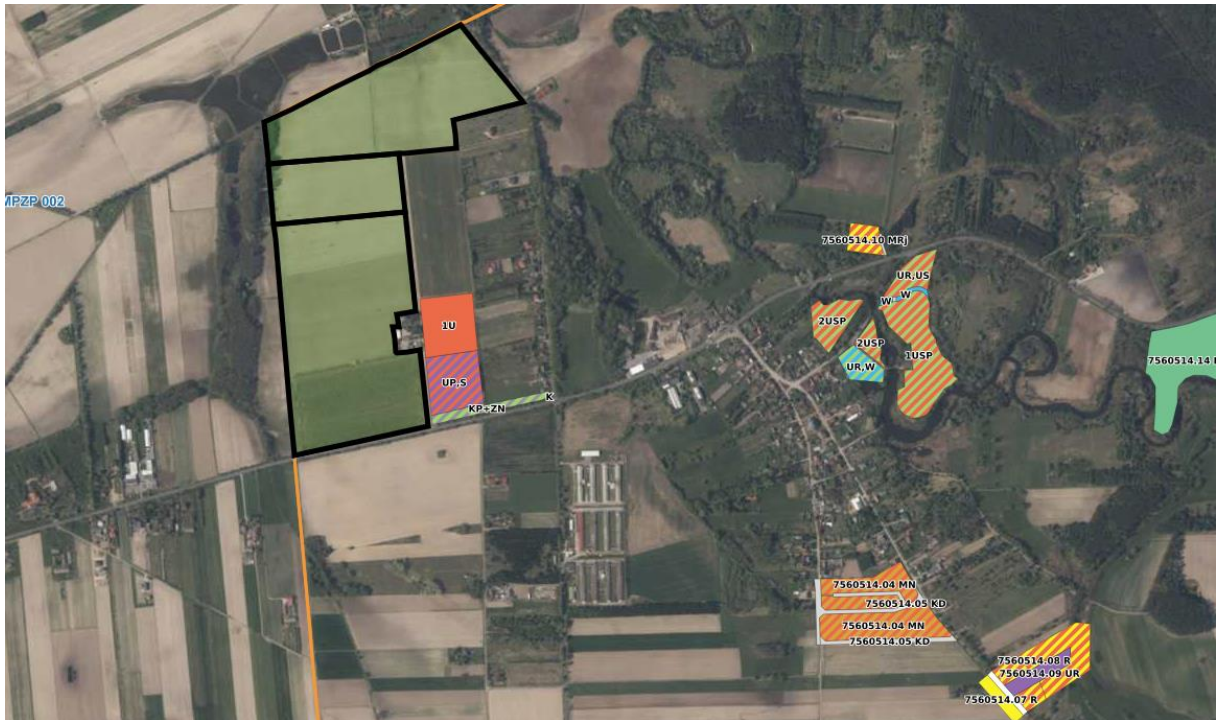 MPZP 002
7560514.10 MRj
UR,US
W
W
2USP
2USP
1USP
UR,W
7560514.14
1U
UP,S
KP+ZN
K
7560514.04 MN
7560514.05 KD
7560514.04 MN
7560514.05 KD
7560514.08 R
7560514.09 UR
7560514.07 R